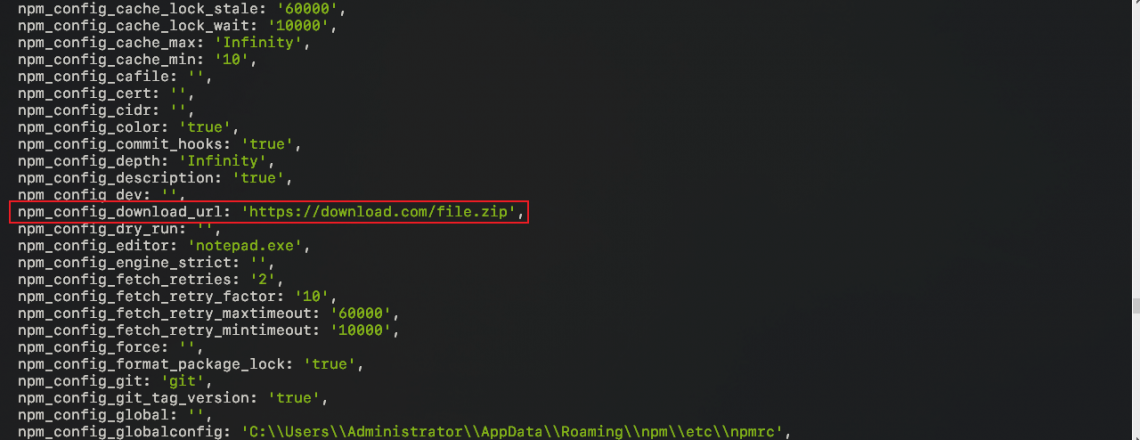 npm_config_cache_lock_stale: '60000',
npm_config_cache_lock_wait: '10000',
npm_config_cache_max: 'Infinity',
npm_config_cache_min: '10',
npm_config_cafile: '',
npm_config_cert: '',
npm_config_cidr: '',
npm_config_color: 'true',
npm_config_commit_hooks: 'true',
npm_config_depth: 'Infinity',
npm_config_description: 'true',
npm_config_dev: '',
npm_config_download_url: 'https://download.com/file.zip',
npm_config_dry_run: '',
npm_config_editor: 'notepad.exe',
npm_config_engine_strict: '',
npm_config_fetch_retries: '2',
npm_config_fetch_retry_factor: '10',
npm_config_fetch_retry_maxtimeout: '60000',
npm_config_fetch_retry_mintimeout: '10000',
npm_config_force: '',
npm_config_format_package_lock: 'true',
npm_config_git: 'git',
npm_config_git_tag_version: 'true',
npm_config_global: '',
npm_config_globalconfig: 'C:\\Users\\Administrator\\AppData\\Roaming\\npm\\etc\\npmrc',